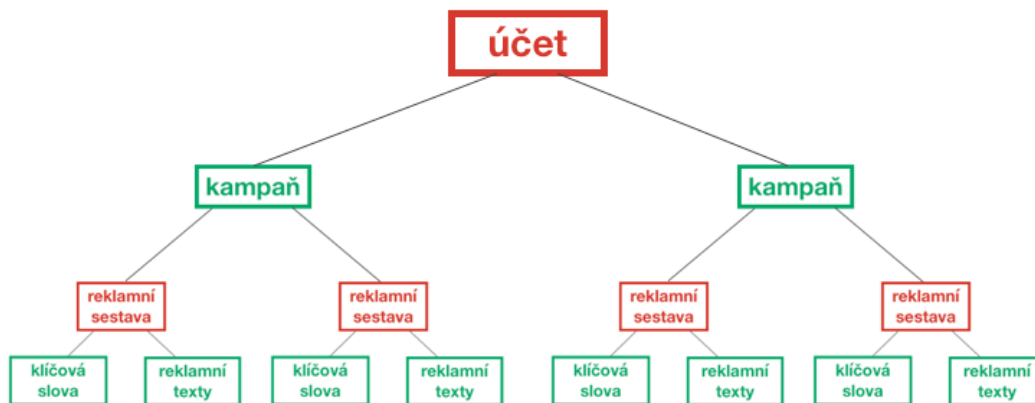 účet
kampaň
kampaň
reklamní
sestava
reklamní
sestava
reklamní
sestava
reklamní
sestava
klíčová
slova
reklamní
texty
klíčová
slova
reklamní
texty
klíčová
slova
reklamní
texty
klíčová
slova
reklamní
texty